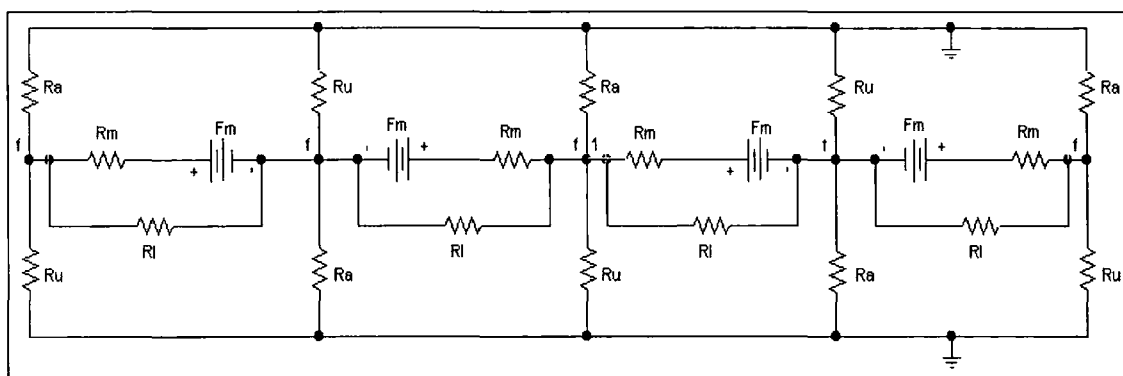 Ra Ru Ra Ru Ra
Rm Fm Fm Rm Rm Fm Fm Rm
f f f f f f
+ - - + + - - +
Rl Rl Rl Rl
Ru Ra Ru Ra Ru